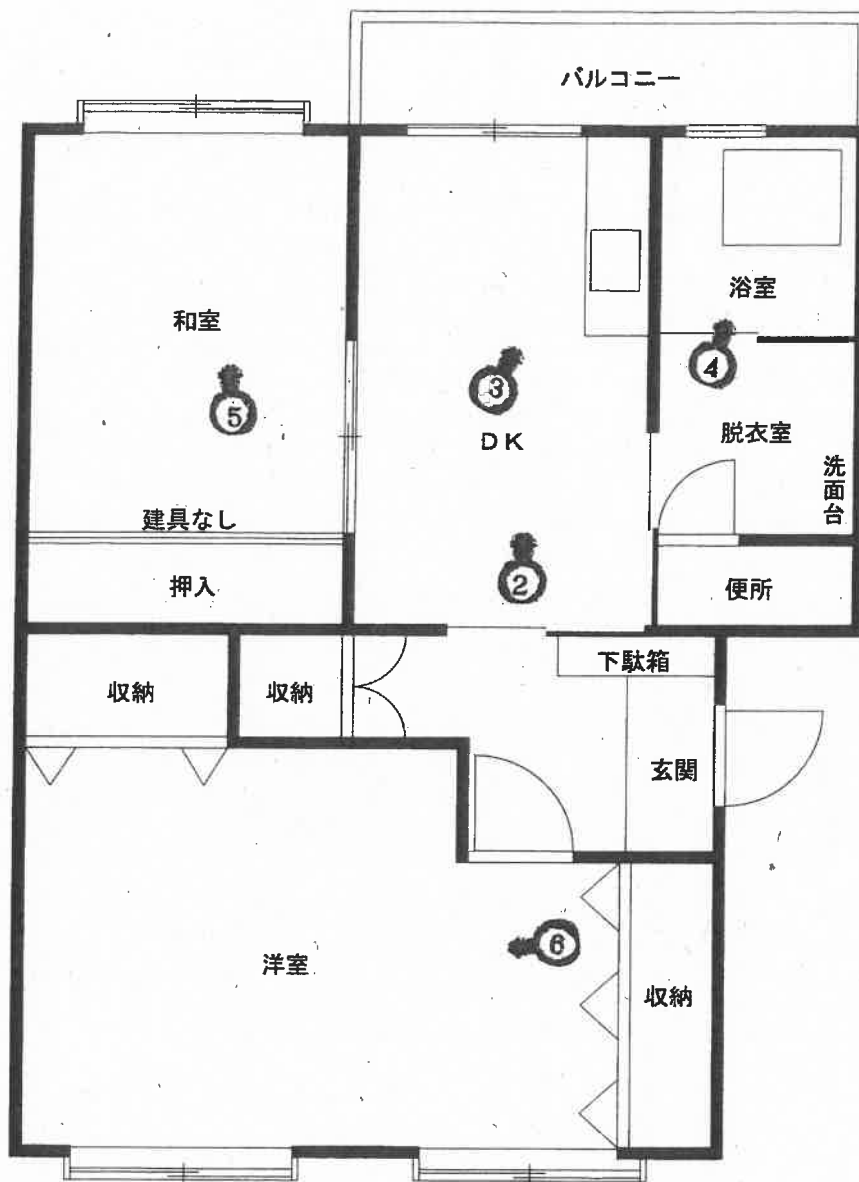 バルコニー
和室
浴室
④
③
⑤
DK
脱衣室
洗面台
建具なし
②
押入
便所
収納
収納
下駄箱
玄関
⑥
洋室
収納